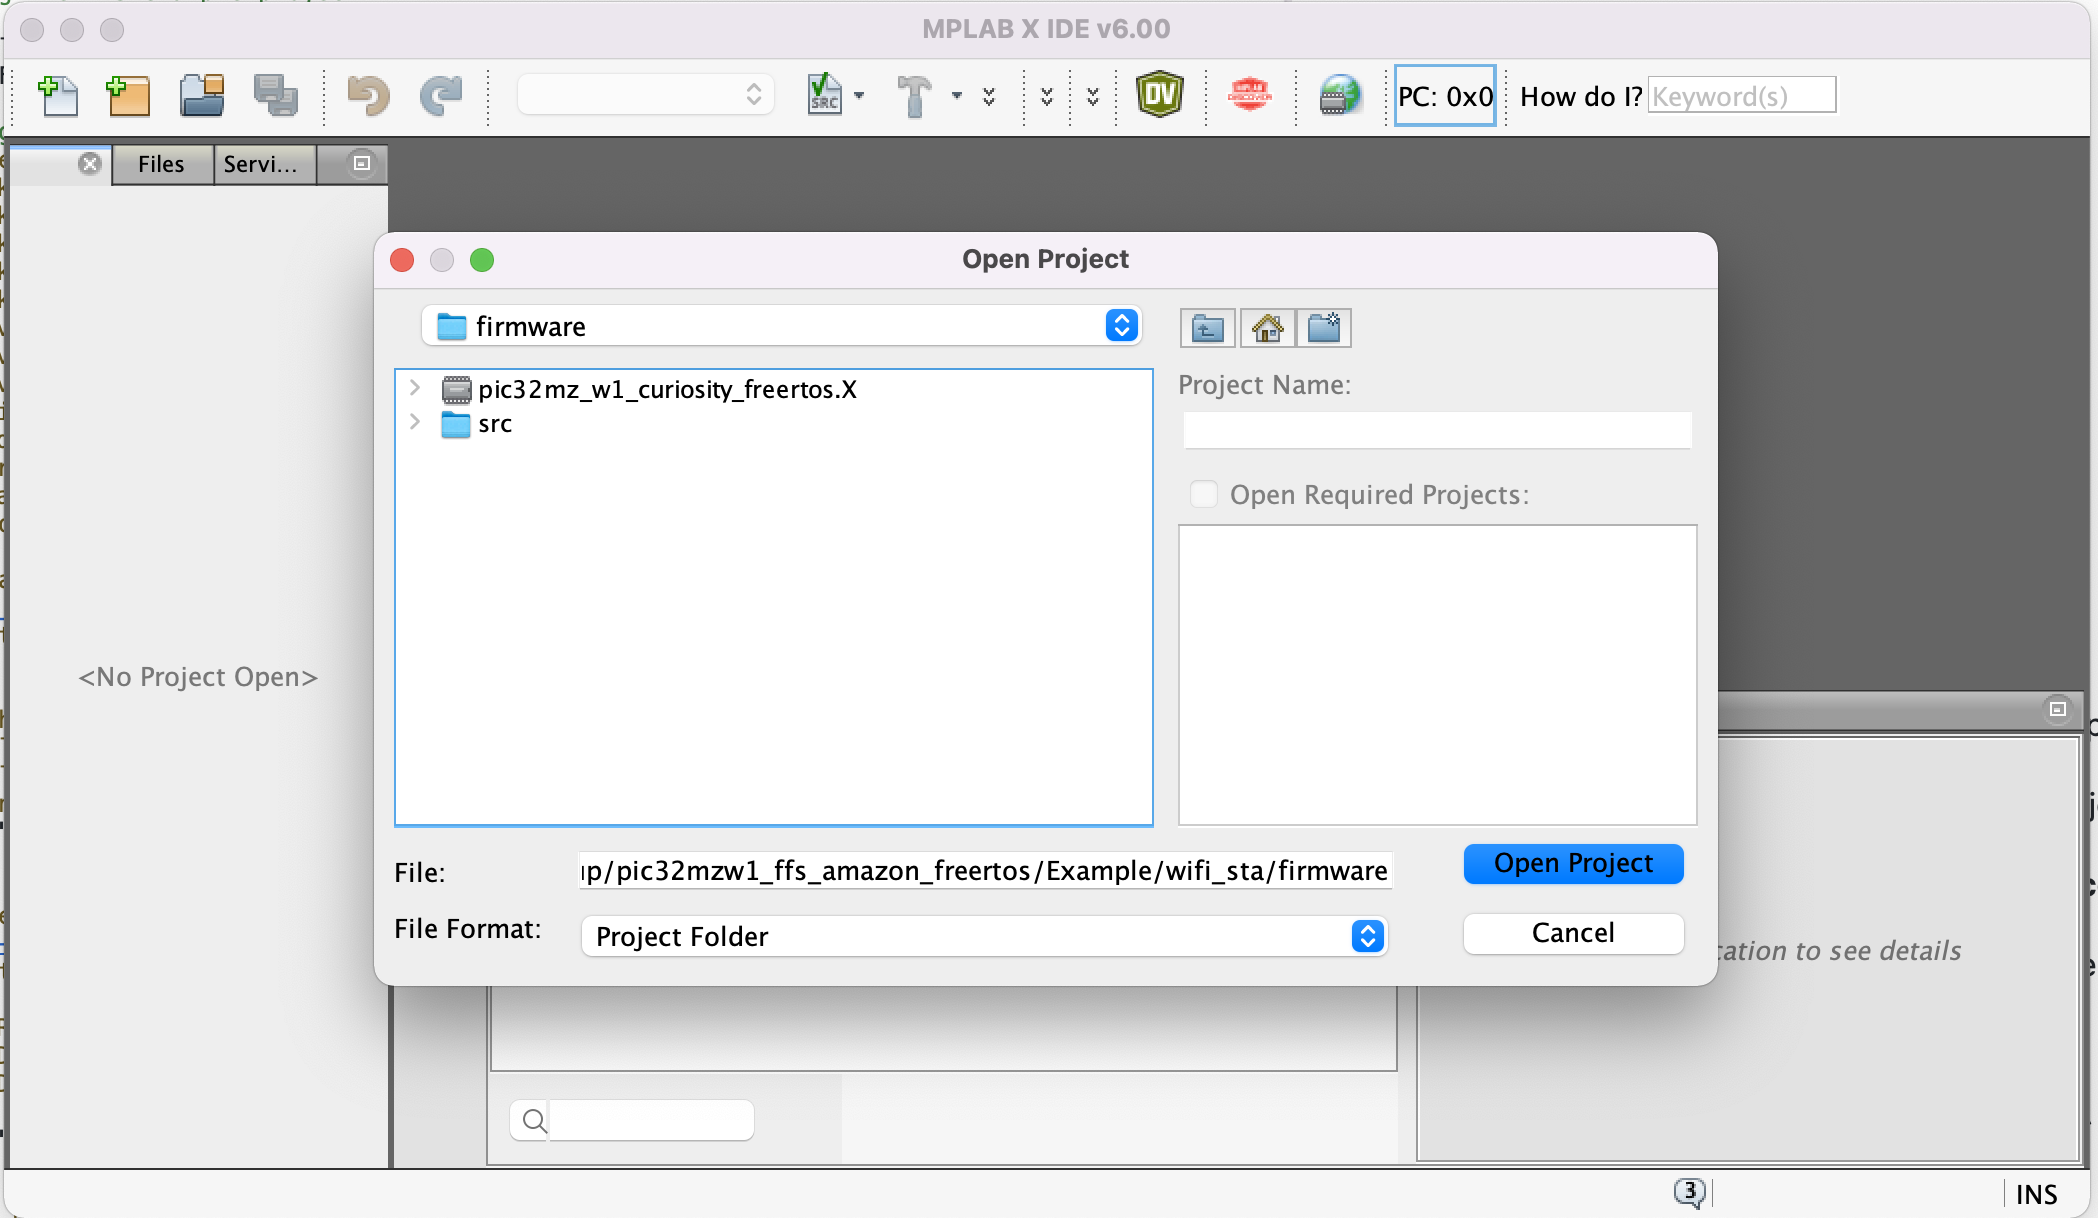 MPLAB X IDE v6.00
SRC
DV
PC: 0x0
How do I?
Keyword(s)
Files
Servi...
<No Project Open>
Open Project
firmware
pic32mz_w1_curiosity_freertos.X
src
Project Name:
Open Required Projects:
File:
/pic32mzw1_ffs_amazon_freertos/Example/wifi_sta/firmware
Open Project
File Format:
Project Folder
Cancel
to see details
3
INS